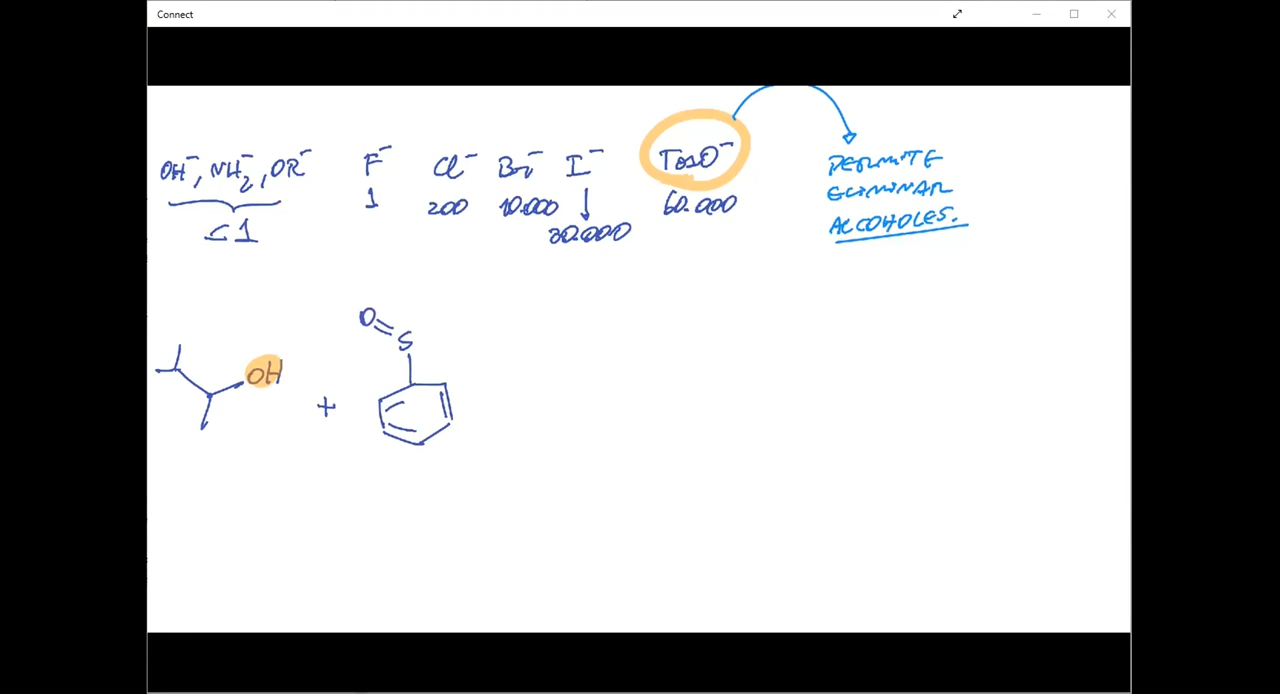 Connect
OH⁻, NH₂⁻, OR⁻ F⁻ Cl⁻ Br⁻ I⁻ TosO⁻
≤1 1 200 10.000 30.000 60.000
PERMITE
ELIMINAR
ALCOHOLES.
O
S
OH
+